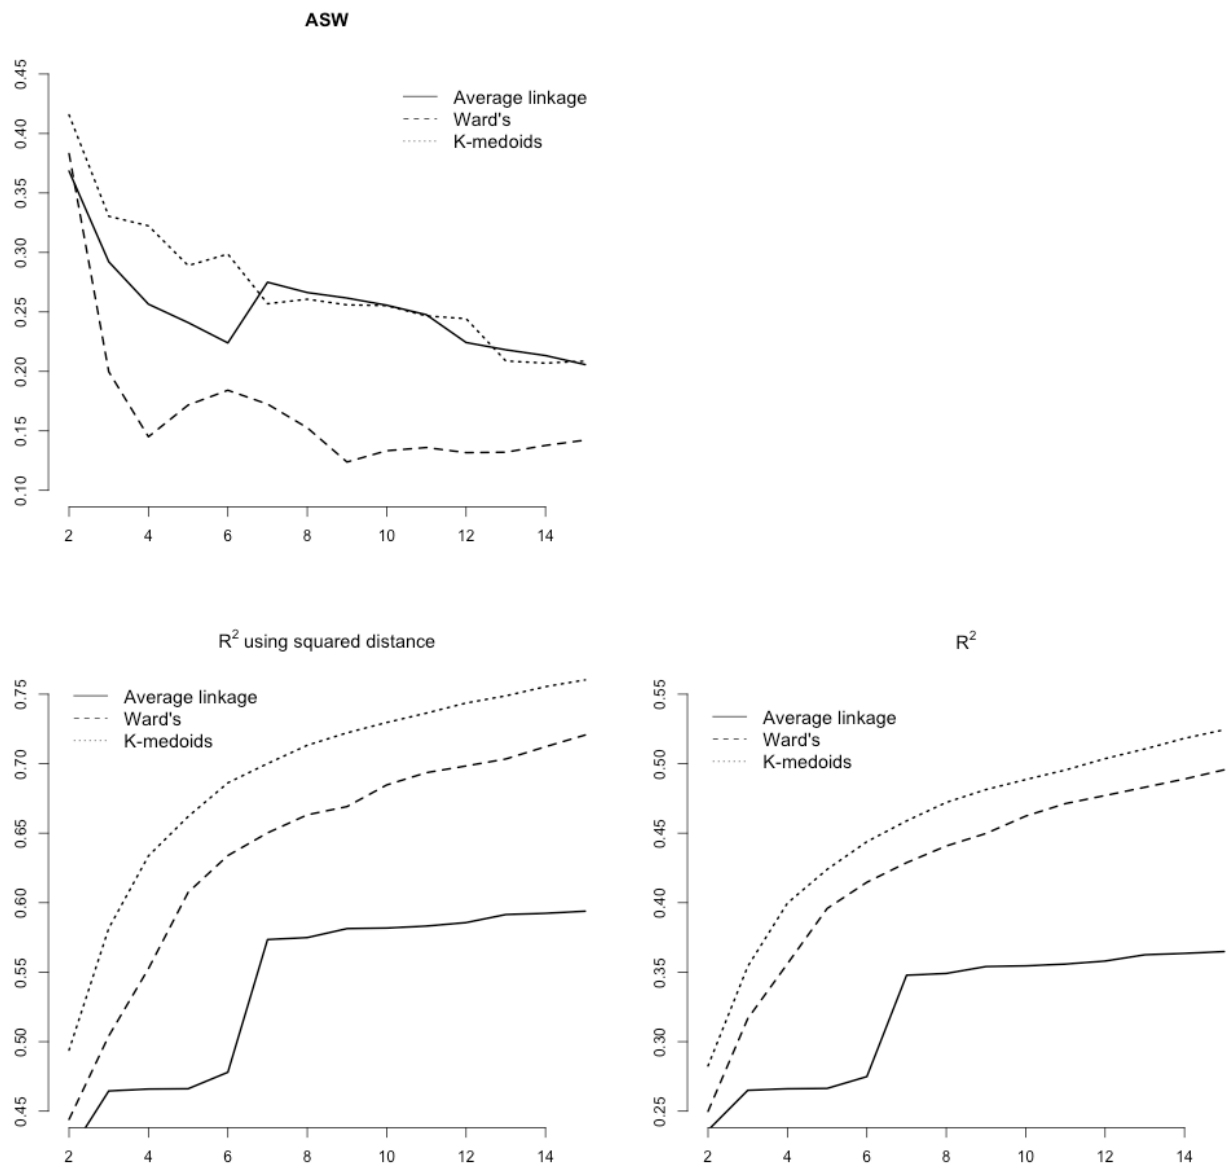 ASW
0.45
0.40
0.35
0.30
0.25
0.20
0.15
0.10
Average linkage
Ward's
K-medoids
2 4 6 8 10 12 14
R² using squared distance
0.75
0.70
0.65
0.60
0.55
0.50
0.45
Average linkage
Ward's
K-medoids
2 4 6 8 10 12 14
R²
0.55
0.50
0.45
0.40
0.35
0.30
0.25
Average linkage
Ward's
K-medoids
2 4 6 8 10 12 14